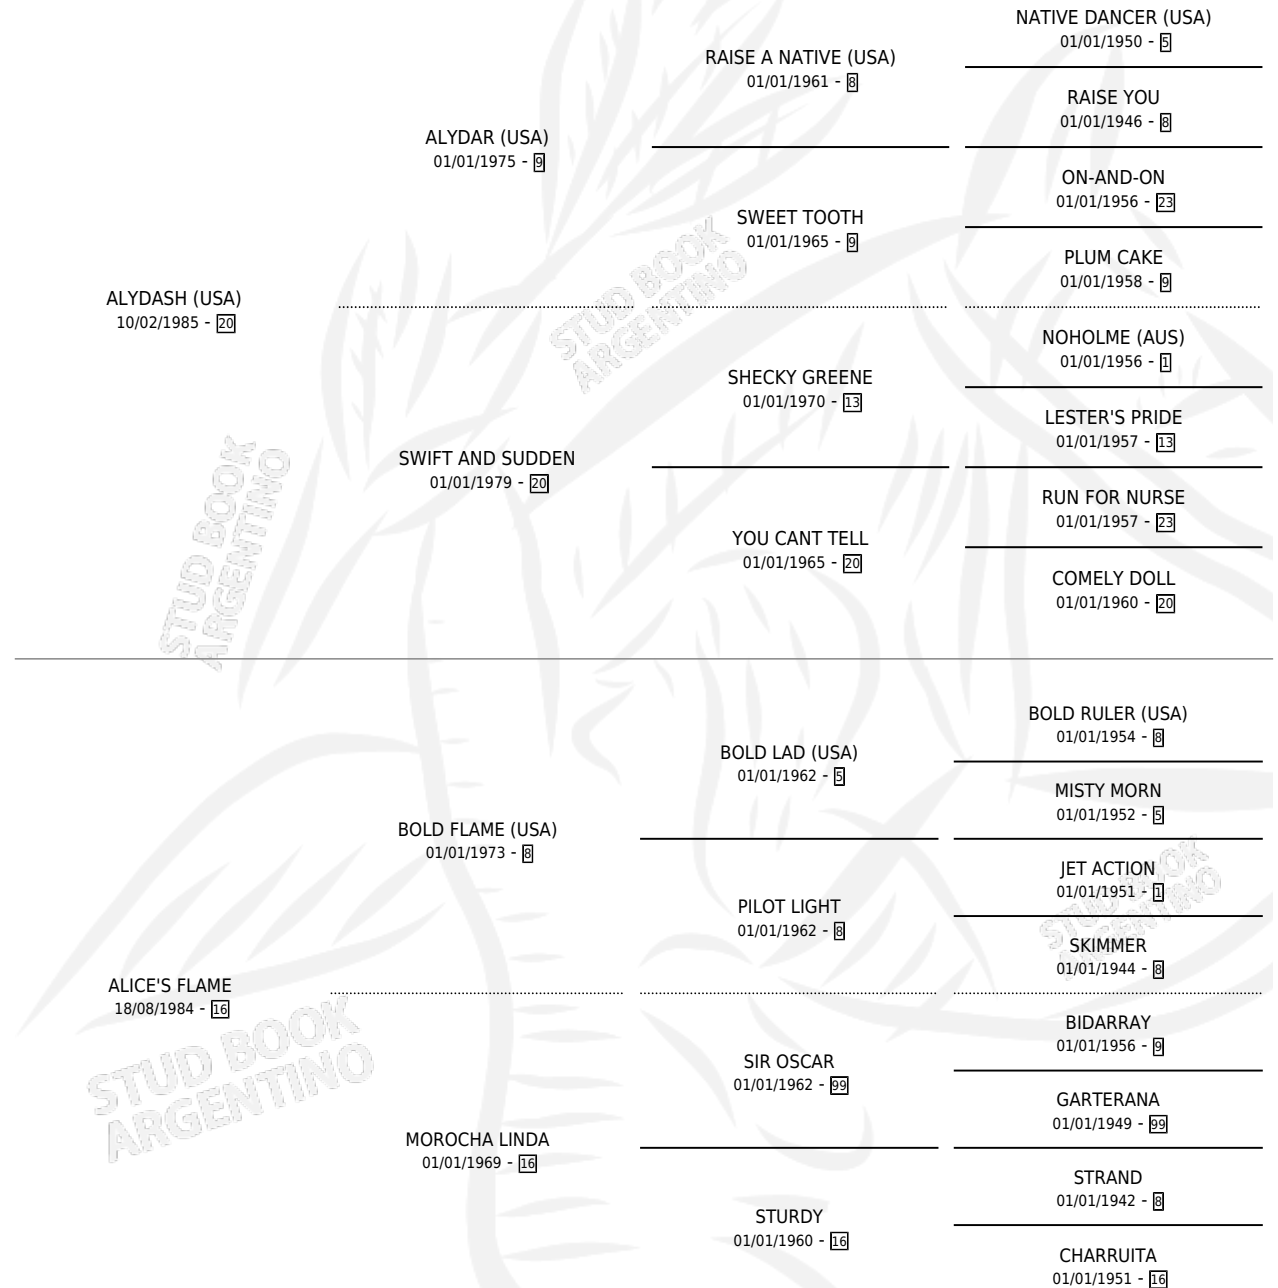 NATIVE DANCER (USA)
01/01/1950 - 5
RAISE A NATIVE (USA)
01/01/1961 - 8
RAISE YOU
01/01/1946 - 8
ALYDAR (USA)
01/01/1975 - 9
ON-AND-ON
01/01/1956 - 23
SWEET TOOTH
01/01/1965 - 9
PLUM CAKE
01/01/1958 - 9
ALYDASH (USA)
10/02/1985 - 20
STUD BOOK
ARGENTINO
NOHOLME (AUS)
01/01/1956 - 1
SHECKY GREENE
01/01/1970 - 13
LESTER'S PRIDE
01/01/1957 - 13
SWIFT AND SUDDEN
01/01/1979 - 20
STUD BOOK
ARGENTINO
RUN FOR NURSE
01/01/1957 - 23
YOU CANT TELL
01/01/1965 - 20
COMELY DOLL
01/01/1960 - 20
BOLD RULER (USA)
01/01/1954 - 8
BOLD LAD (USA)
01/01/1962 - 5
MISTY MORN
01/01/1952 - 5
BOLD FLAME (USA)
01/01/1973 - 8
JET ACTION
01/01/1951 - 1
STUD BOOK
ARGENTINO
PILOT LIGHT
01/01/1962 - 8
SKIMMER
01/01/1944 - 8
ALICE'S FLAME
18/08/1984 - 16
STUD BOOK
ARGENTINO
BIDARRAY
01/01/1956 - 9
SIR OSCAR
01/01/1962 - 99
GARTERANA
01/01/1949 - 99
MOROCHA LINDA
01/01/1969 - 16
STRAND
01/01/1942 - 8
STURDY
01/01/1960 - 16
CHARRUITA
01/01/1951 - 16